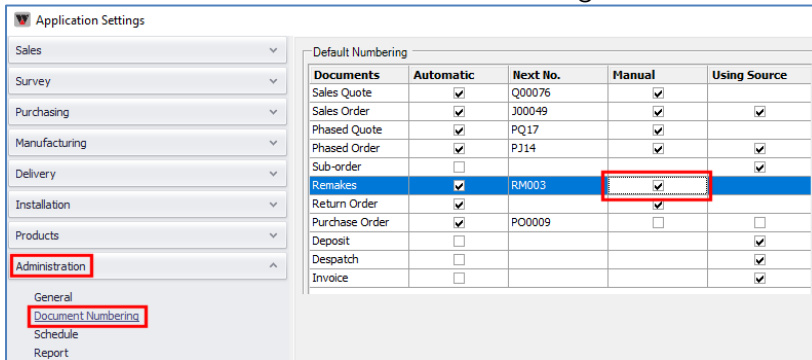 Application Settings
Sales
Survey
Purchasing
Manufacturing
Delivery
Installation
Products
Administration
General
Document Numbering
Schedule
Report
Default Numbering
Documents Automatic Next No. Manual Using Source
Sales Quote Q00076
Sales Order J00049
Phased Quote PQ17
Phased Order PJ14
Sub-order
Remakes RM003
Return Order
Purchase Order PO0009
Deposit
Despatch
Invoice